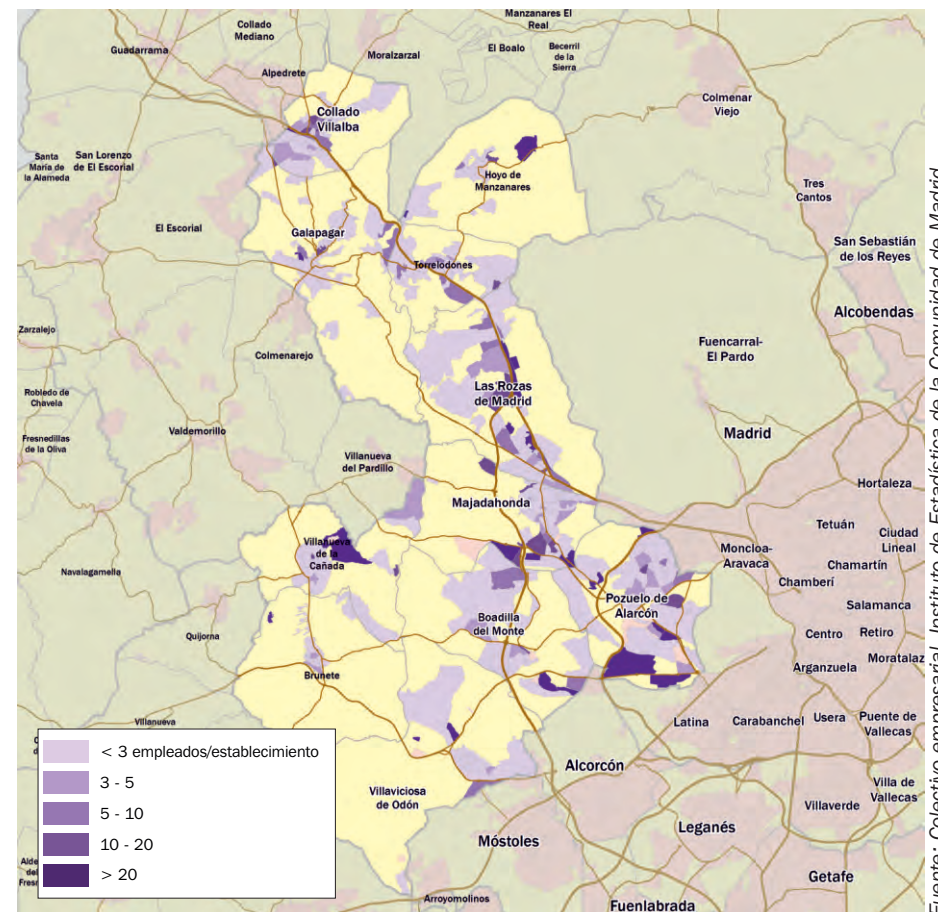 Manzanares El
Real
Collado
Mediano
Guadarrama
El Boalo
Becerril
de la
Sierra
Moralzarzal
Alpedrete
Colmenar
Viejo
Collado
Villalba
Santa
María de
la Alameda
San Lorenzo
de El Escorial
Hoyo de
Manzanares
Tres
Cantos
El Escorial
Galapagar
San Sebastián
de los Reyes
Torrelodones
Alcobendas
Zarzalejo
Fuencarral-
El Pardo
Colmenarejo
Las Rozas
de Madrid
Robledo de
Chavela
Valdemorillo
Madrid
Fresnedillas
de la Oliva
Villanueva
del Pardillo
Hortaleza
Majadahonda
Tetuán
Ciudad
Lineal
Villanueva
de la
Cañada
Moncloa-
Aravaca
Chamartín
Navalagamella
Chamberí
Pozuelo de
Alarcón
Salamanca
Boadilla
del Monte
Quijorna
Centro
Retiro
Moratalaz
Arganzuela
Brunete
Villanueva
Latina
Carabanchel
Usera
Puente de
Vallecas
Alcorcón
Villaviciosa
de Odón
Villa de
Vallecas
Villaverde
Leganés
Móstoles
Getafe
Arroyomolinos
Fuenlabrada
< 3 empleados/establecimiento
3 - 5
5 - 10
10 - 20
> 20
Fuente: Colectivo empresarial. Instituto de Estadística de la Comunidad de Madrid